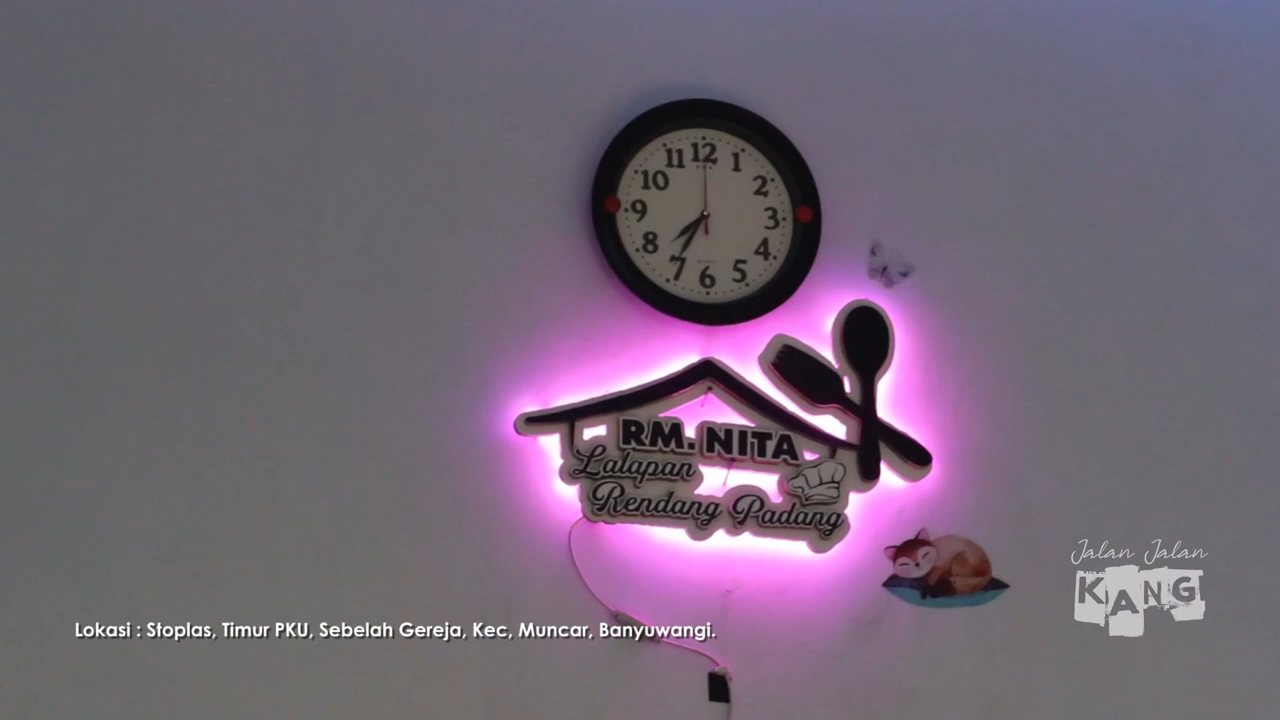 11 12 1
10 2
9 3
8 4
7 6 5
RM. NITA
Lalapan
Rendang Padang
Jalan Jalan
KANG
Lokasi : Stoplas, Timur PKU, Sebelah Gereja, Kec, Muncar, Banyuwangi.